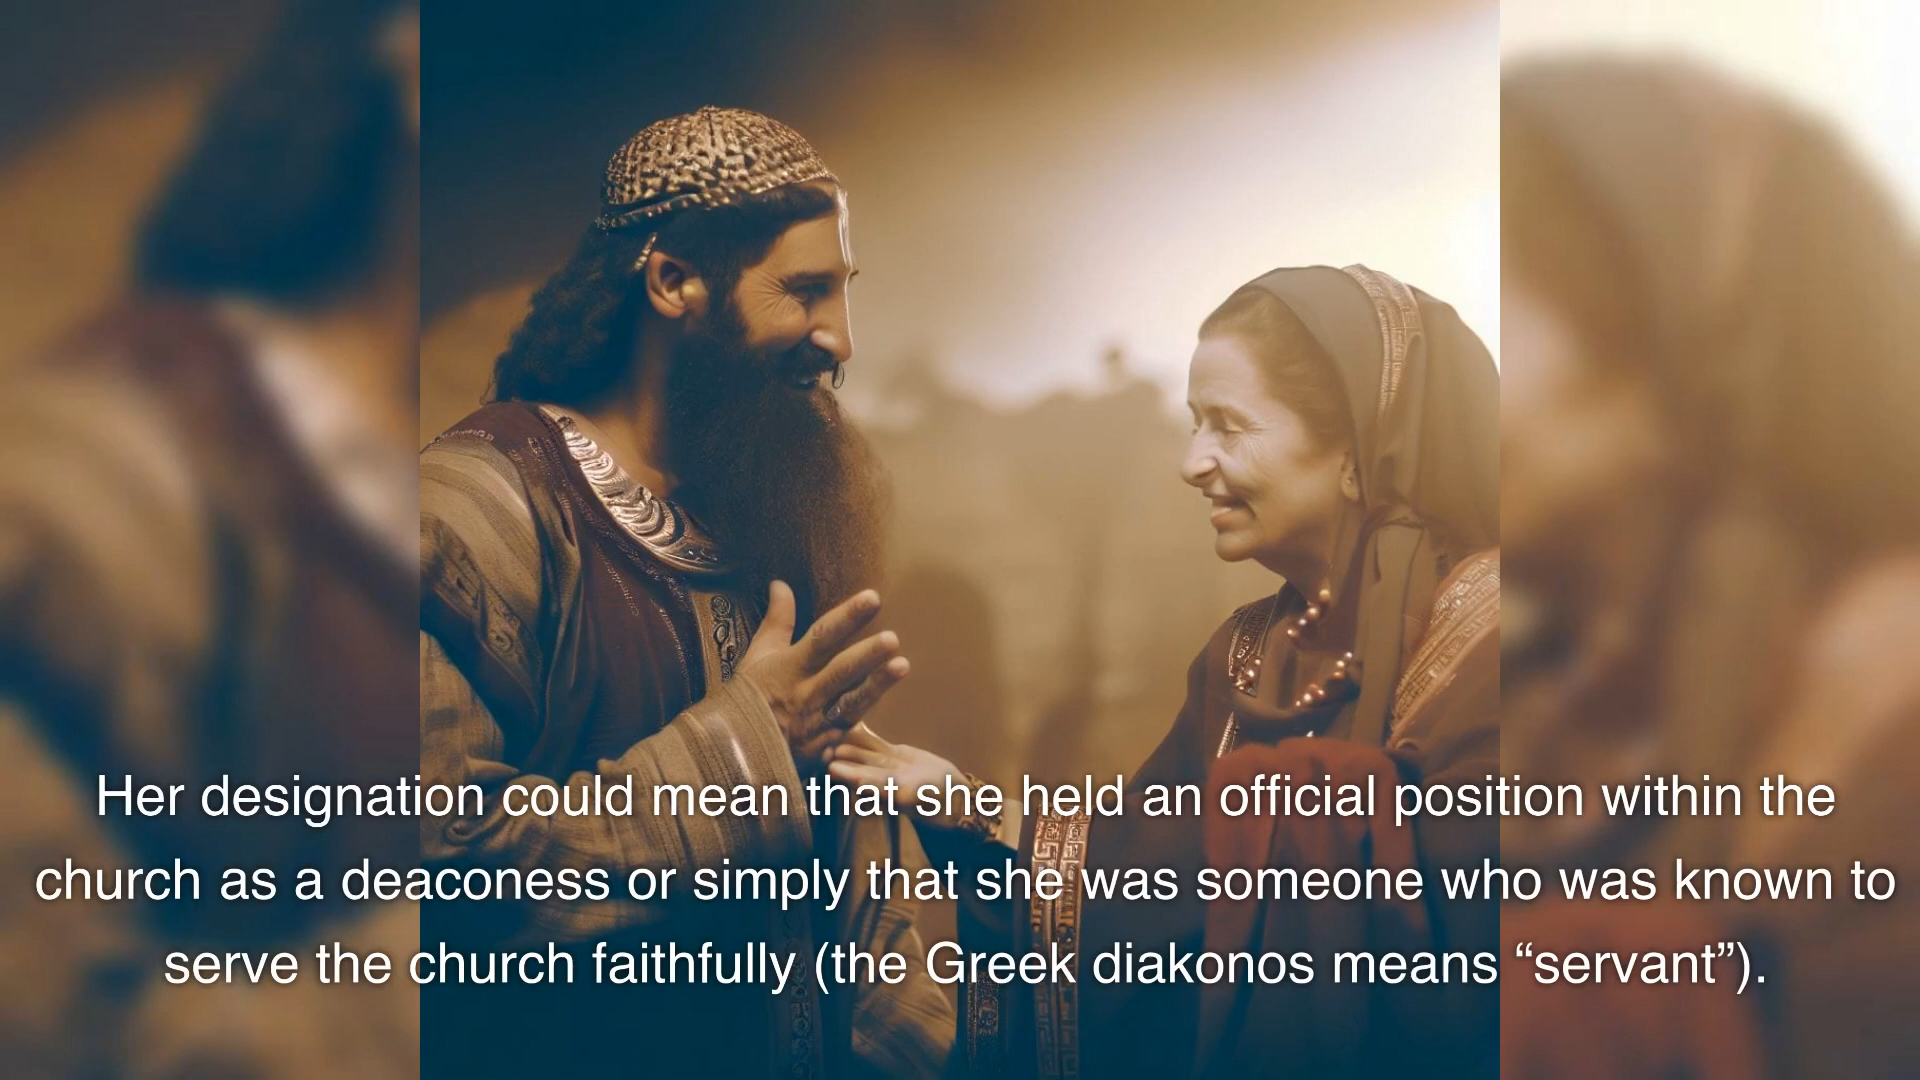 Her designation could mean that she held an official position within the
church as a deaconess or simply that she was someone who was known to
serve the church faithfully (the Greek diakonos means “servant”).